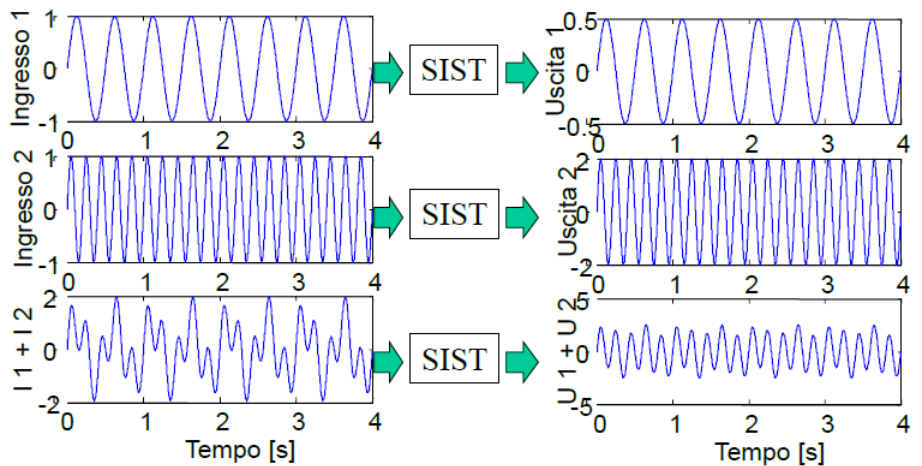 Ingresso 1
1
0
-1
0 1 2 3 4
SIST
Uscita 1
0.5
0
-0.5
0 1 2 3 4
Ingresso 2
1
0
-1
0 1 2 3 4
SIST
Uscita 2
2
0
-2
0 1 2 3 4
I 1 + I 2
2
0
-2
0 1 2 3 4
Tempo [s]
SIST
U 1 + U 2
5
0
-5
0 1 2 3 4
Tempo [s]